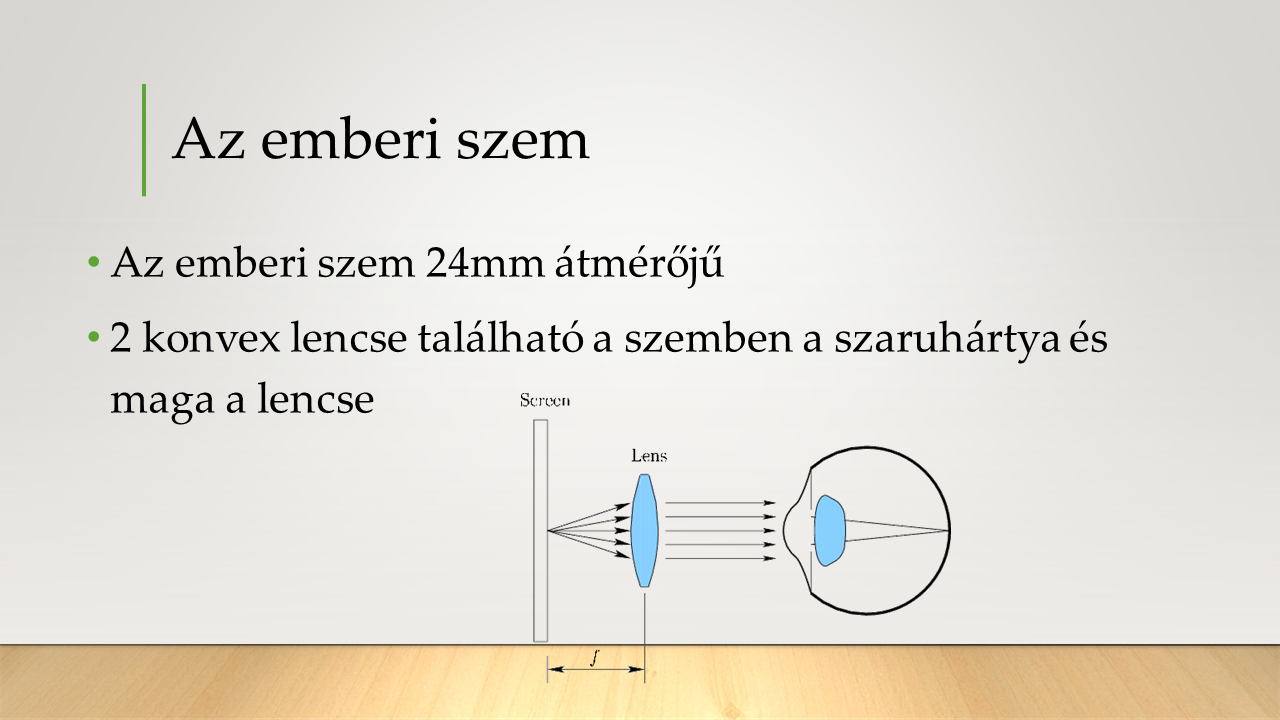 Az emberi szem
• Az emberi szem 24mm átmérőjű
• 2 konvex lencse található a szemben a szaruhártya és
maga a lencse
Screen
Lens
f